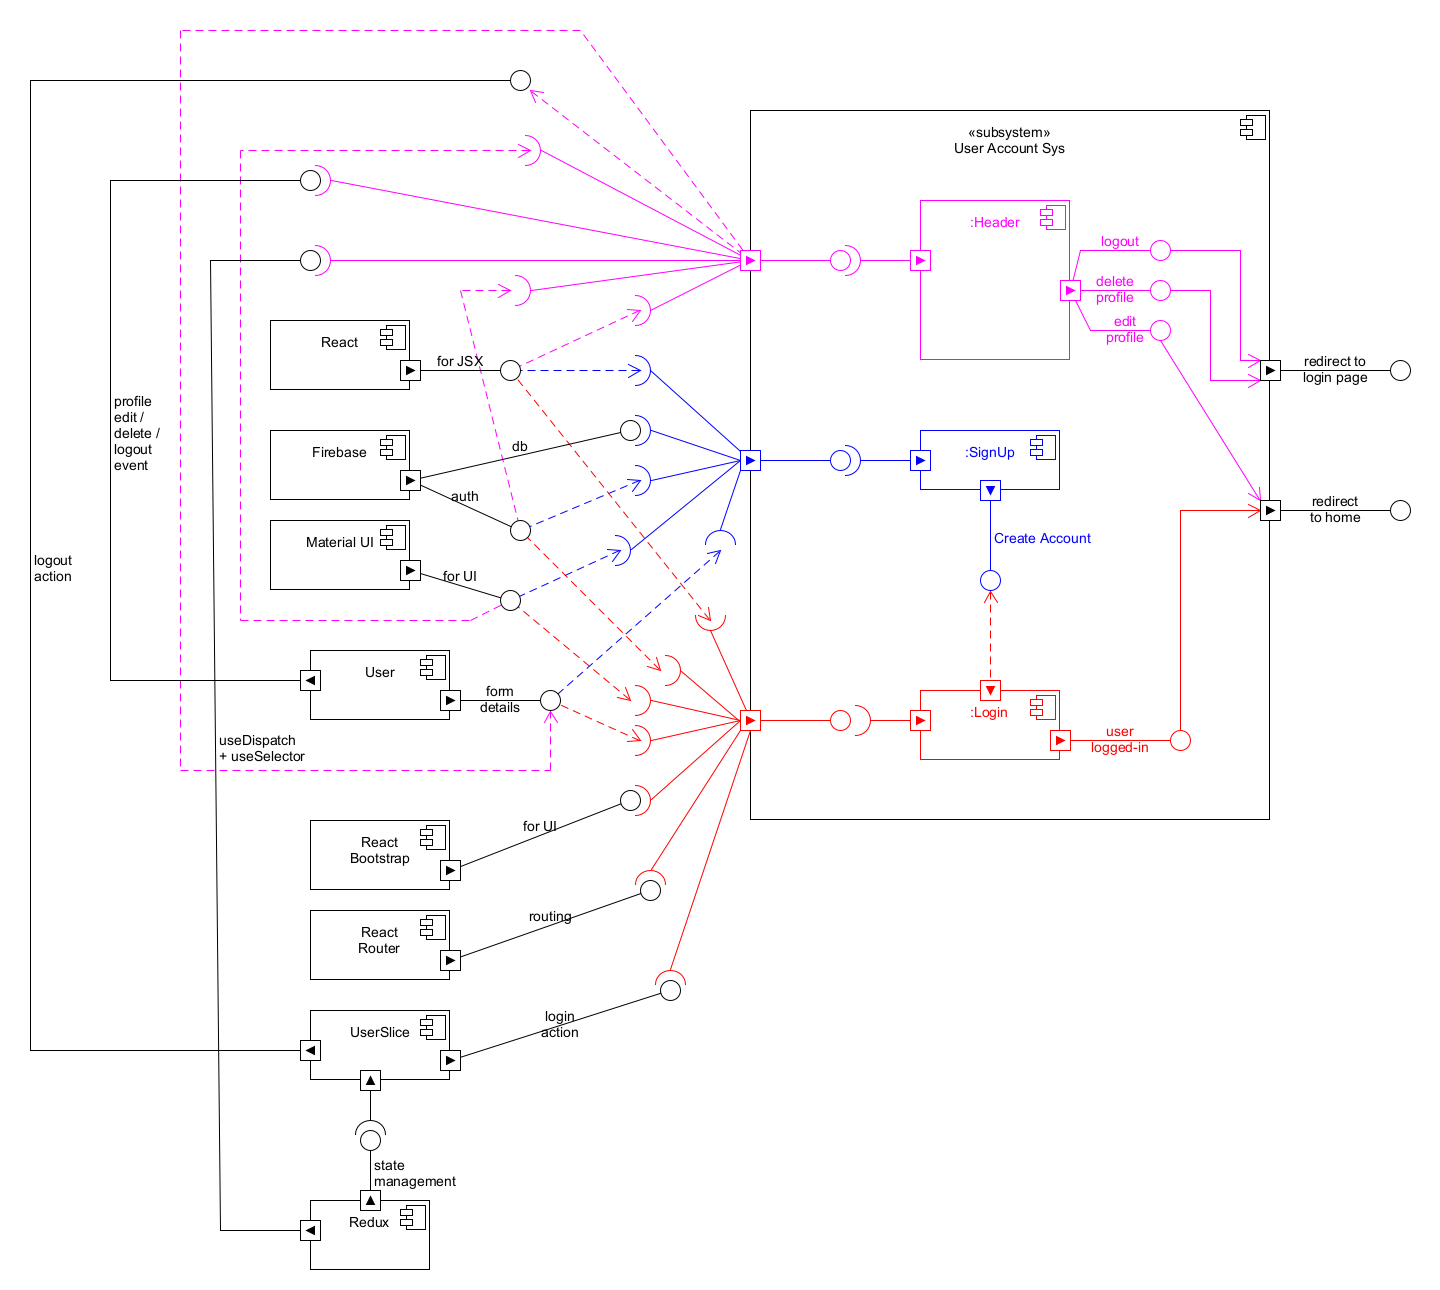 «subsystem»
User Account Sys
:Header
logout
delete
profile
edit
profile
React
for JSX
redirect to
login page
profile
edit /
delete /
logout
event
Firebase
db
auth
:SignUp
redirect
to home
Material UI
for UI
Create Account
logout
action
User
form
details
:Login
user
logged-in
useDispatch
+ useSelector
React
Bootstrap
for UI
React
Router
routing
UserSlice
login
action
state
management
Redux